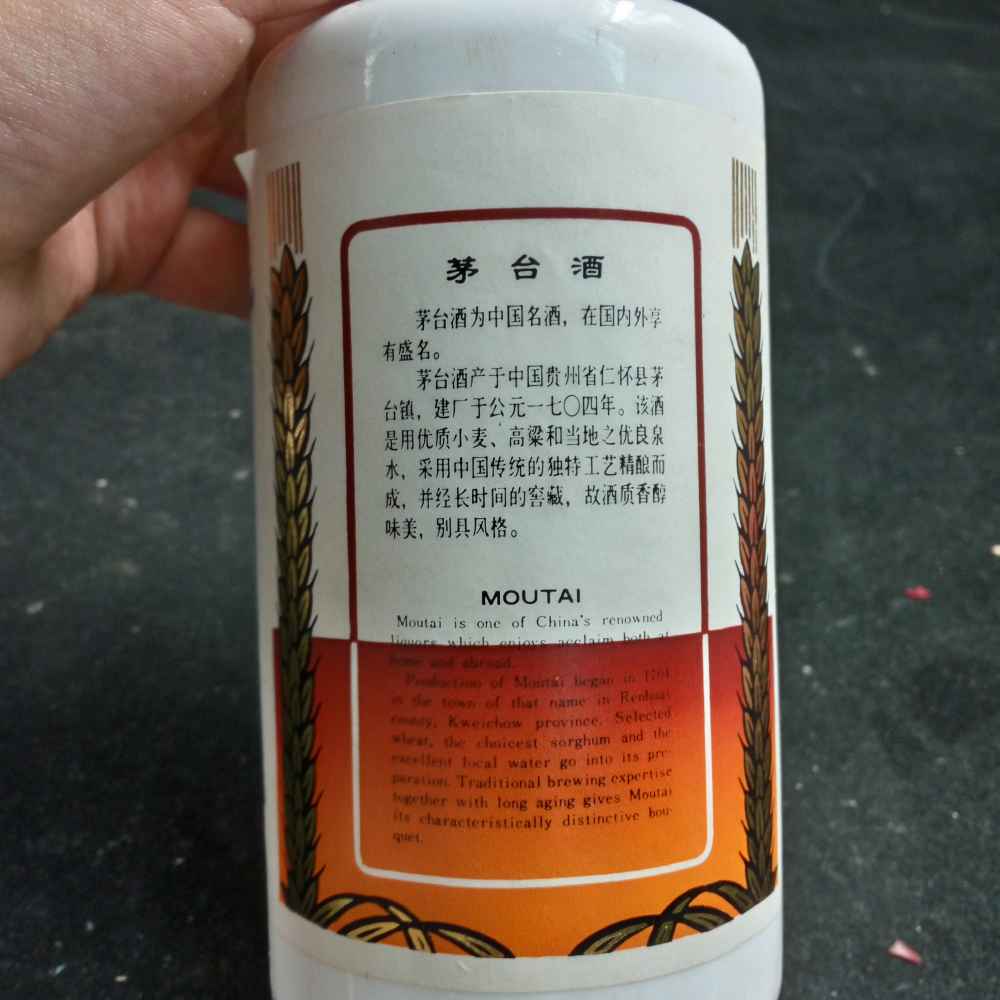 茅台酒
茅台酒为中国名酒，在国内外享
有盛名。
茅台酒产于中国贵州省仁怀县茅
台镇，建厂于公元一七〇四年。该酒
是用优质小麦、高粱和当地之优良泉
水，采用中国传统的独特工艺精酿而
成，并经长时间的窖藏，故酒质香醇
味美，别具风格。
MOUTAI
Moutai is one of China's renowned
liquors which enjoys acclaim both at
home and abroad.
Production of Moutai began in 1704
in the town of that name in Renhuai
county, Kweichow province. Selected
wheat, the choicest sorghum and the
excellent local water go into its pre-
paration. Traditional brewing expertise
together with long aging gives Moutai
its characteristically distinctive bou-
quet.